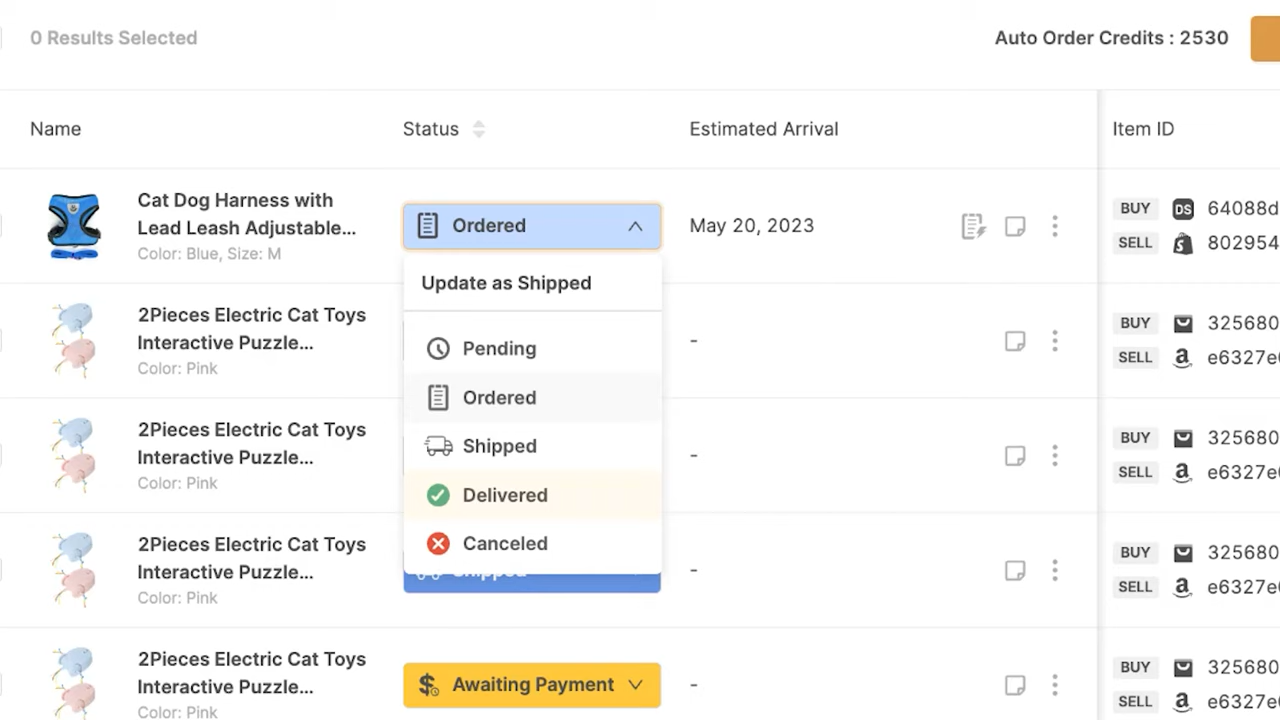 0 Results Selected
Auto Order Credits : 2530
Name
Status
Estimated Arrival
Item ID
Cat Dog Harness with
Lead Leash Adjustable...
Color: Blue, Size: M
Ordered
May 20, 2023
BUY DS 64088d
SELL 802954
Update as Shipped
Pending
Ordered
Shipped
Delivered
Canceled
2Pieces Electric Cat Toys
Interactive Puzzle...
Color: Pink
-
BUY 325680
SELL e6327e
2Pieces Electric Cat Toys
Interactive Puzzle...
Color: Pink
-
BUY 325680
SELL e6327e
2Pieces Electric Cat Toys
Interactive Puzzle...
Color: Pink
Shipped
-
BUY 325680
SELL e6327e
2Pieces Electric Cat Toys
Interactive Puzzle...
Color: Pink
Awaiting Payment
-
BUY 325680
SELL e6327e